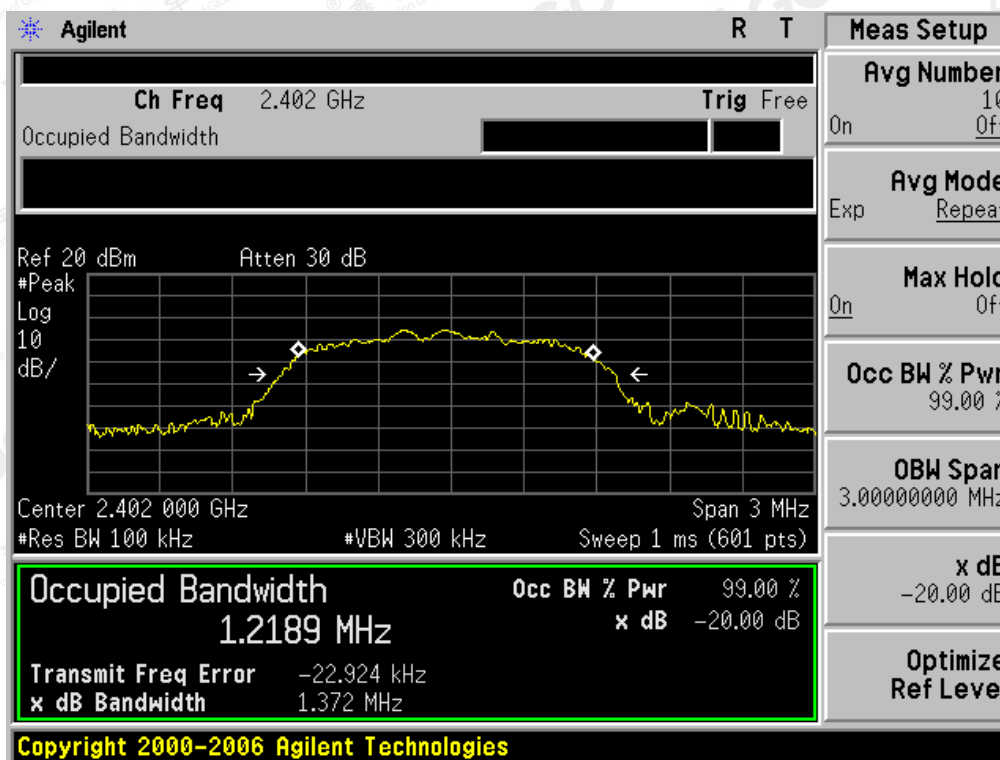 Agilent R T
Ch Freq 2.402 GHz Trig Free
Occupied Bandwidth
Ref 20 dBm Atten 30 dB
#Peak
Log
10
dB/
Center 2.402 000 GHz Span 3 MHz
#Res BW 100 kHz #VBW 300 kHz Sweep 1 ms (601 pts)
Occupied Bandwidth
1.2189 MHz
Occ BW % Pwr 99.00 %
x dB -20.00 dB
Transmit Freq Error -22.924 kHz
x dB Bandwidth 1.372 MHz
Copyright 2000-2006 Agilent Technologies
Meas Setup
Avg Number
10
On Off
Avg Mode
Exp Repeat
Max Hold
On Off
Occ BW % Pwr
99.00 %
OBW Span
3.00000000 MHz
x dB
-20.00 dB
Optimize
Ref Level